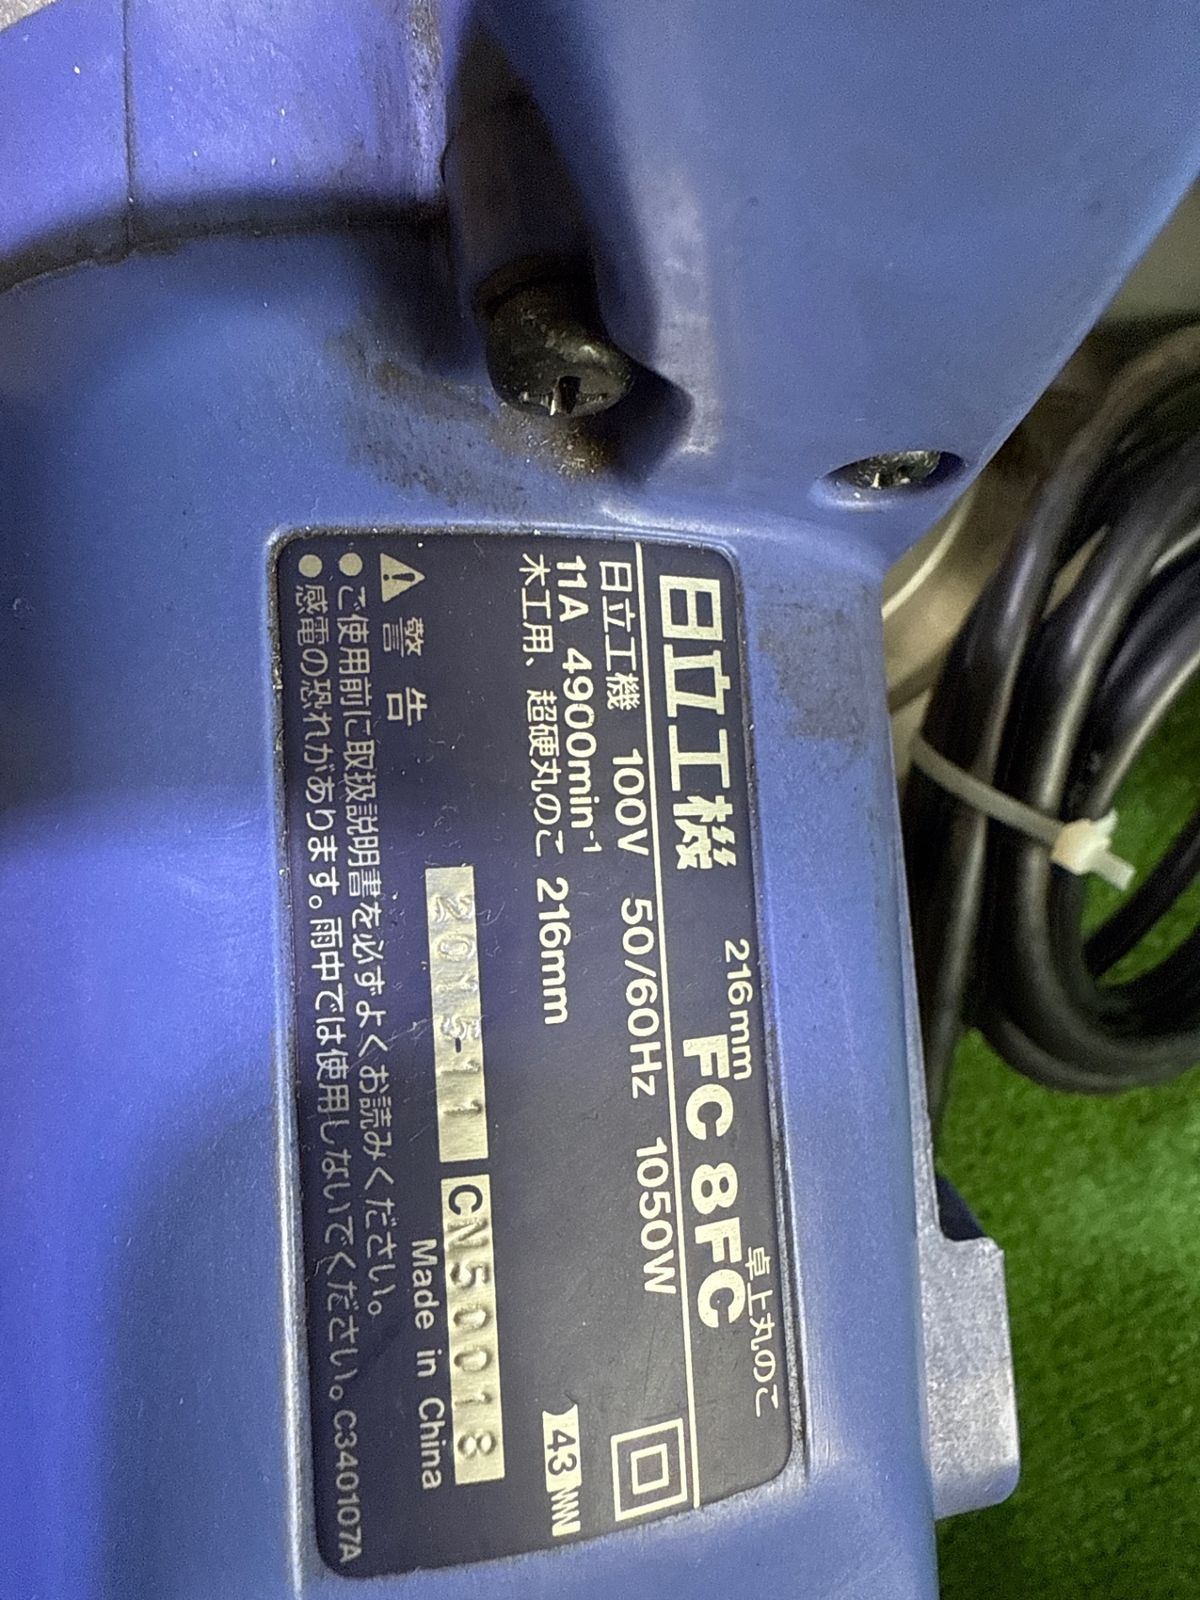 日立工機 216mm FC 8FC 卓上丸のこ
日立工機 100V 50/60Hz 1050W
11A 4900min⁻¹
木工用、超硬丸のこ 216mm
43
2015-11 CN50018
⚠警告
Made in China
●ご使用前に取扱説明書を必ずよくお読みください。
●感電の恐れがあります。雨中では使用しないでください。C340107A